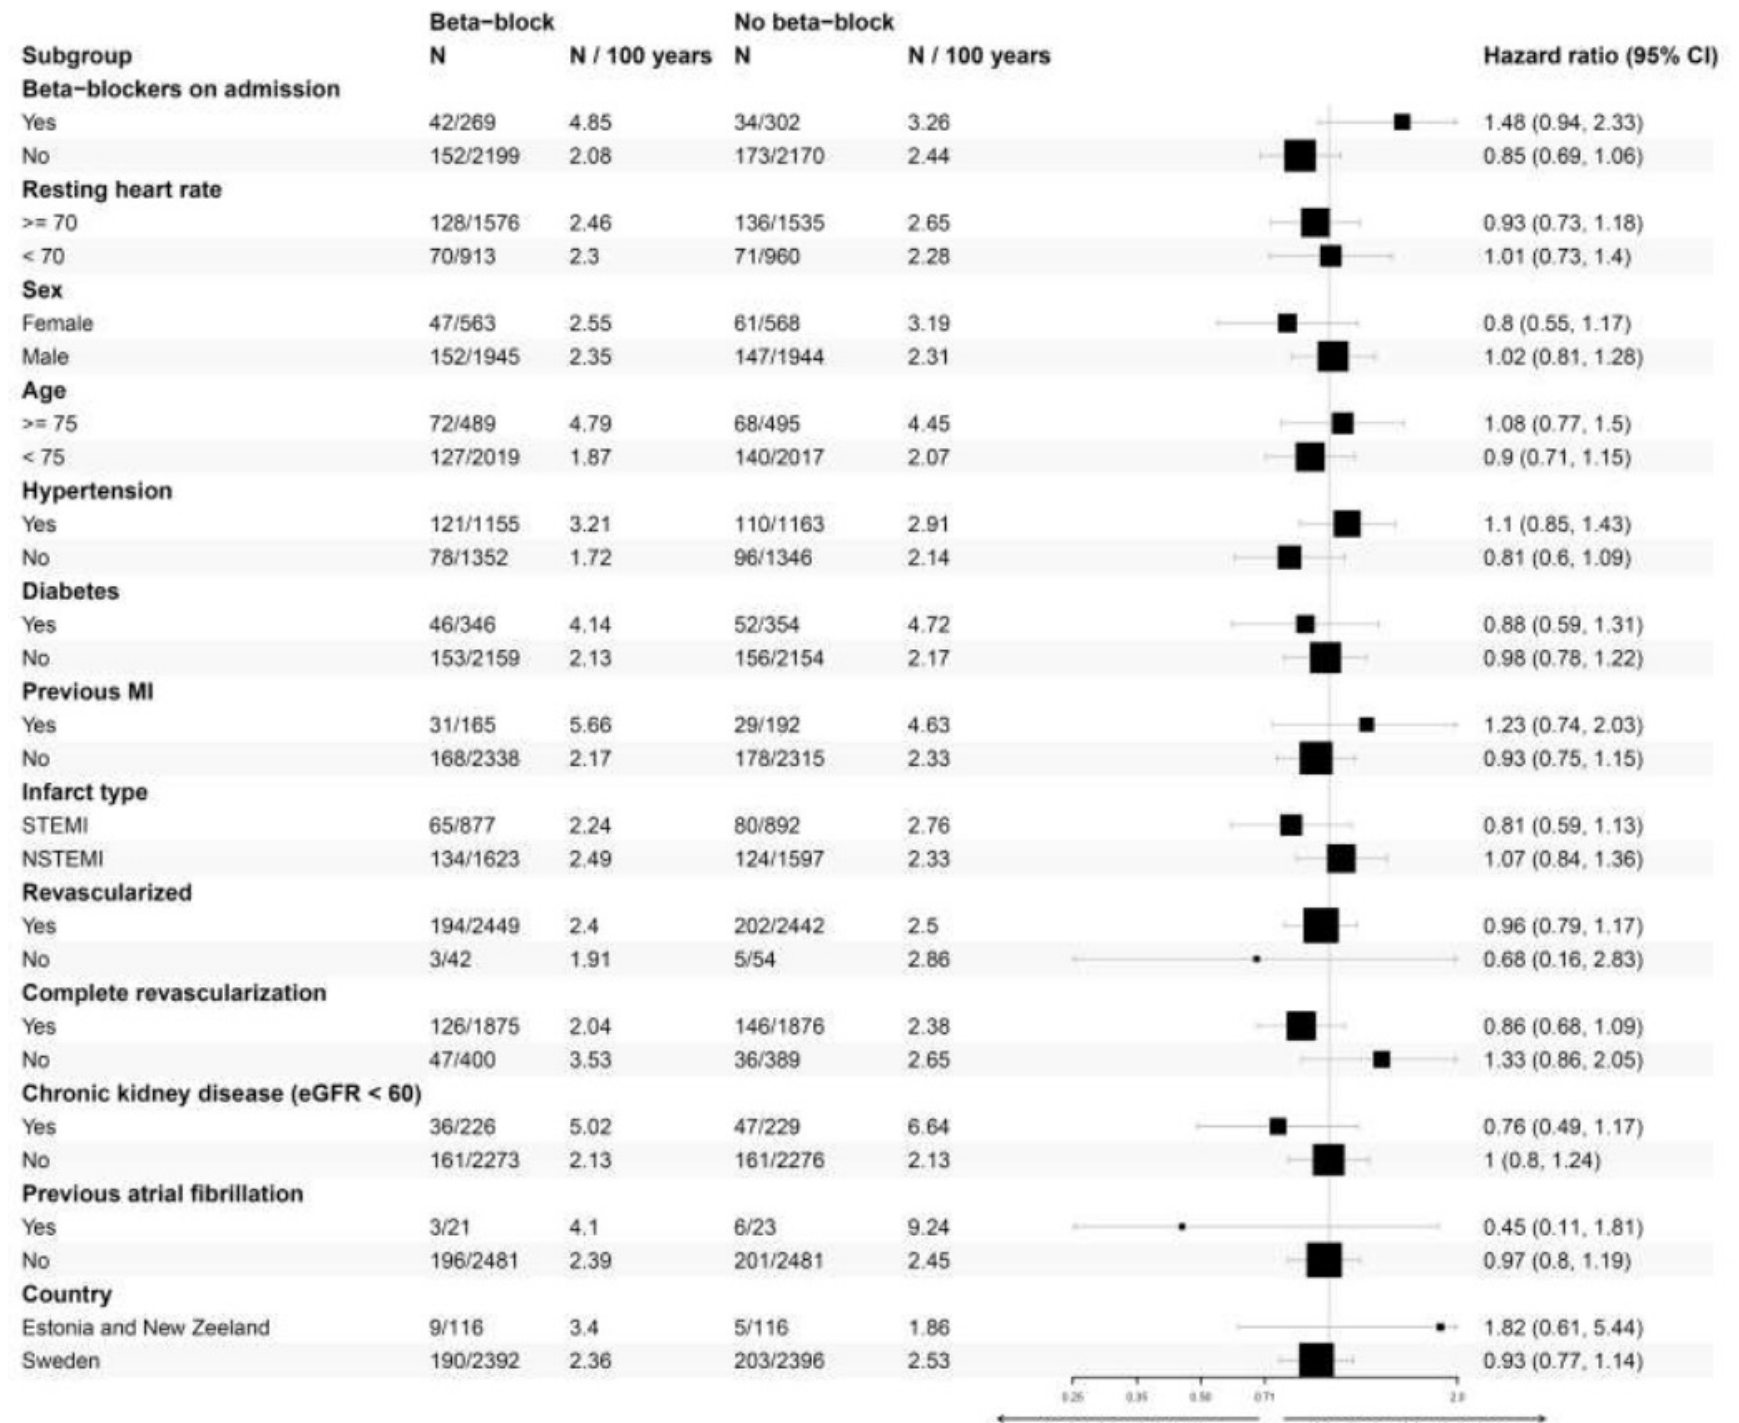 Beta−block No beta−block
Subgroup N N / 100 years N N / 100 years Hazard ratio (95% CI)
Beta−blockers on admission
Yes 42/269 4.85 34/302 3.26 1.48 (0.94, 2.33)
No 152/2199 2.08 173/2170 2.44 0.85 (0.69, 1.06)
Resting heart rate
>= 70 128/1576 2.46 136/1535 2.65 0.93 (0.73, 1.18)
< 70 70/913 2.3 71/960 2.28 1.01 (0.73, 1.4)
Sex
Female 47/563 2.55 61/568 3.19 0.8 (0.55, 1.17)
Male 152/1945 2.35 147/1944 2.31 1.02 (0.81, 1.28)
Age
>= 75 72/489 4.79 68/495 4.45 1.08 (0.77, 1.5)
< 75 127/2019 1.87 140/2017 2.07 0.9 (0.71, 1.15)
Hypertension
Yes 121/1155 3.21 110/1163 2.91 1.1 (0.85, 1.43)
No 78/1352 1.72 96/1346 2.14 0.81 (0.6, 1.09)
Diabetes
Yes 46/346 4.14 52/354 4.72 0.88 (0.59, 1.31)
No 153/2159 2.13 156/2154 2.17 0.98 (0.78, 1.22)
Previous MI
Yes 31/165 5.66 29/192 4.63 1.23 (0.74, 2.03)
No 168/2338 2.17 178/2315 2.33 0.93 (0.75, 1.15)
Infarct type
STEMI 65/877 2.24 80/892 2.76 0.81 (0.59, 1.13)
NSTEMI 134/1623 2.49 124/1597 2.33 1.07 (0.84, 1.36)
Revascularized
Yes 194/2449 2.4 202/2442 2.5 0.96 (0.79, 1.17)
No 3/42 1.91 5/54 2.86 0.68 (0.16, 2.83)
Complete revascularization
Yes 126/1875 2.04 146/1876 2.38 0.86 (0.68, 1.09)
No 47/400 3.53 36/389 2.65 1.33 (0.86, 2.05)
Chronic kidney disease (eGFR < 60)
Yes 36/226 5.02 47/229 6.64 0.76 (0.49, 1.17)
No 161/2273 2.13 161/2276 2.13 1 (0.8, 1.24)
Previous atrial fibrillation
Yes 3/21 4.1 6/23 9.24 0.45 (0.11, 1.81)
No 196/2481 2.39 201/2481 2.45 0.97 (0.8, 1.19)
Country
Estonia and New Zeeland 9/116 3.4 5/116 1.86 1.82 (0.61, 5.44)
Sweden 190/2392 2.36 203/2396 2.53 0.93 (0.77, 1.14)
0.25 0.35 0.50 0.71 2.0